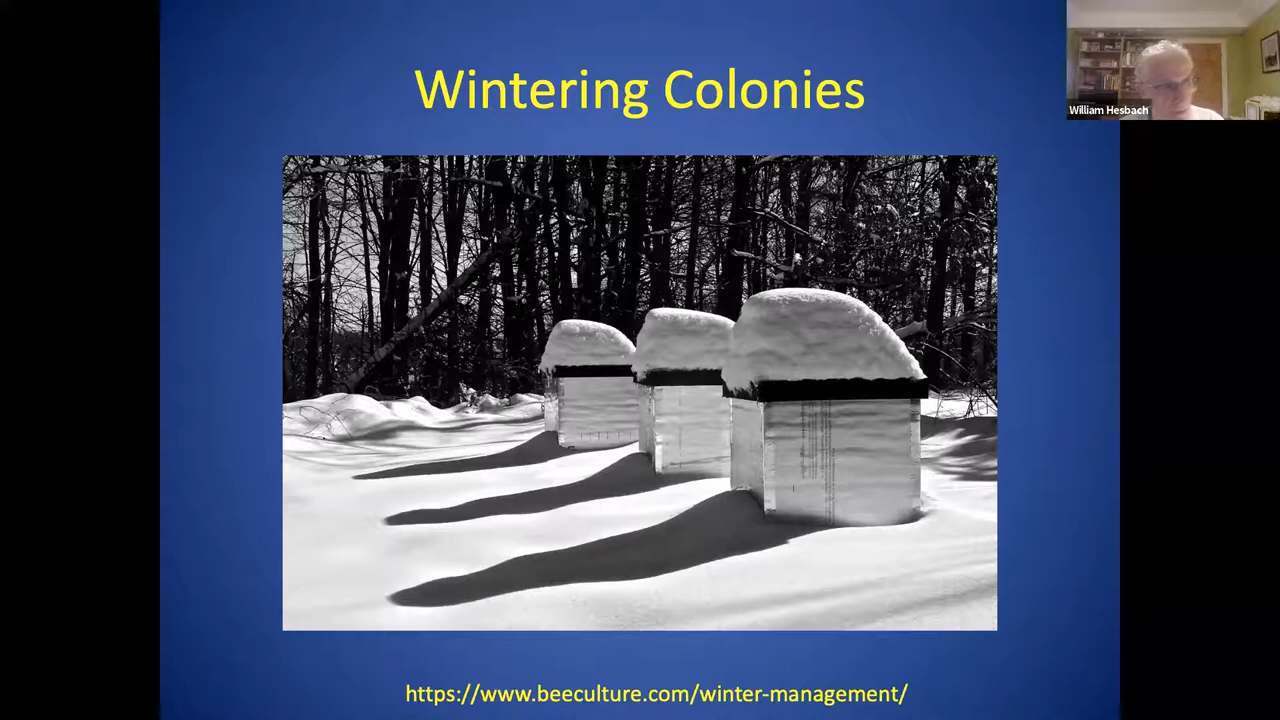 Wintering Colonies
William Hesbach
https://www.beeculture.com/winter-management/